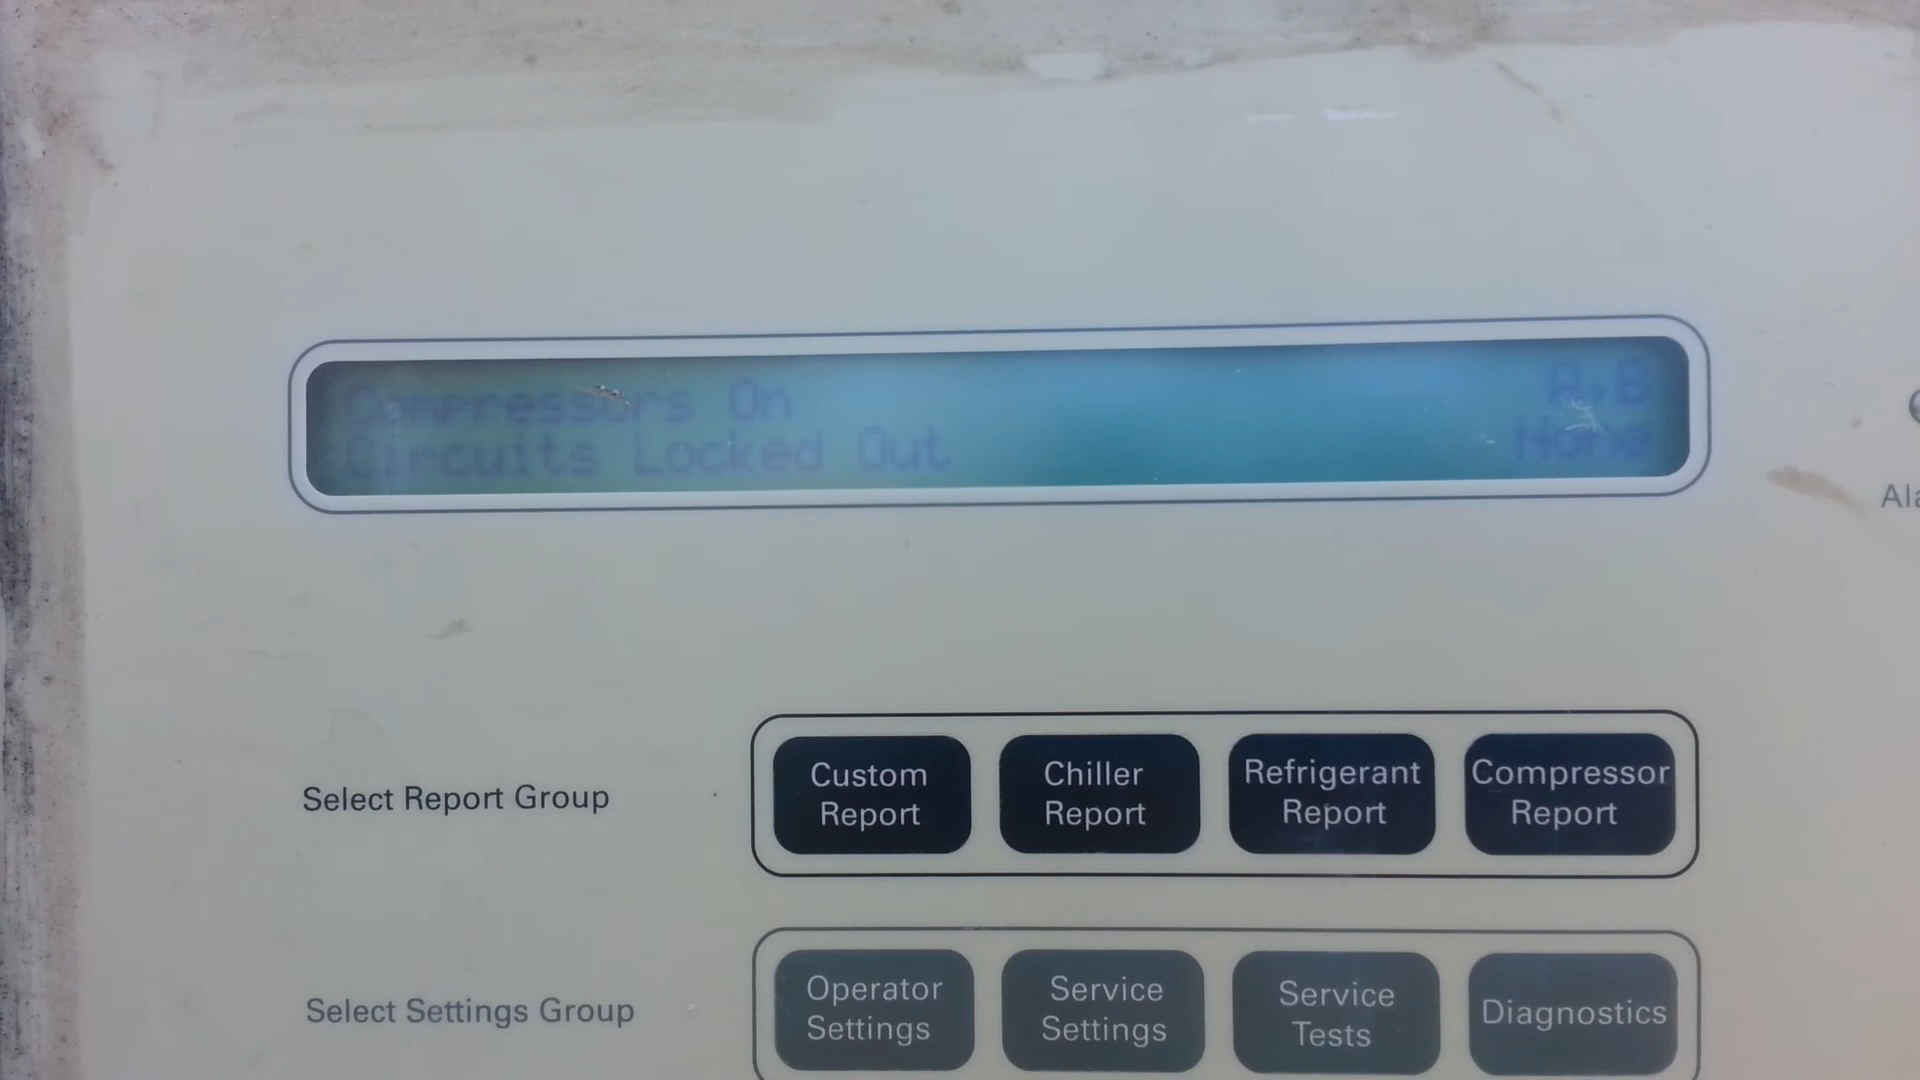 Compressors On A,B
Circuits Locked Out None
Select Report Group
Custom
Report
Chiller
Report
Refrigerant
Report
Compressor
Report
Select Settings Group
Operator
Settings
Service
Settings
Service
Tests
Diagnostics